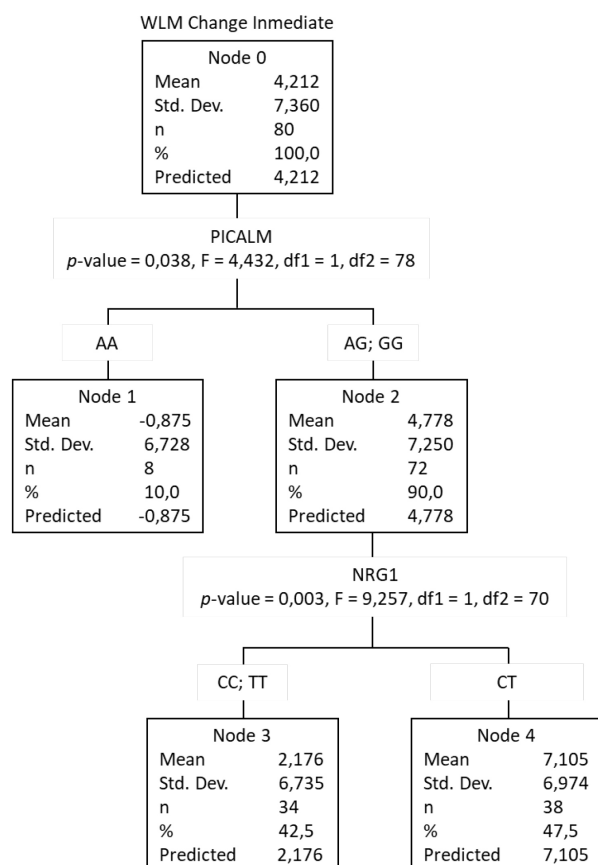 WLM Change Inmediate
Node 0
Mean 4,212
Std. Dev. 7,360
n 80
% 100,0
Predicted 4,212
PICALM
p-value = 0,038, F = 4,432, df1 = 1, df2 = 78
AA
AG; GG
Node 1
Mean -0,875
Std. Dev. 6,728
n 8
% 10,0
Predicted -0,875
Node 2
Mean 4,778
Std. Dev. 7,250
n 72
% 90,0
Predicted 4,778
NRG1
p-value = 0,003, F = 9,257, df1 = 1, df2 = 70
CC; TT
CT
Node 3
Mean 2,176
Std. Dev. 6,735
n 34
% 42,5
Predicted 2,176
Node 4
Mean 7,105
Std. Dev. 6,974
n 38
% 47,5
Predicted 7,105